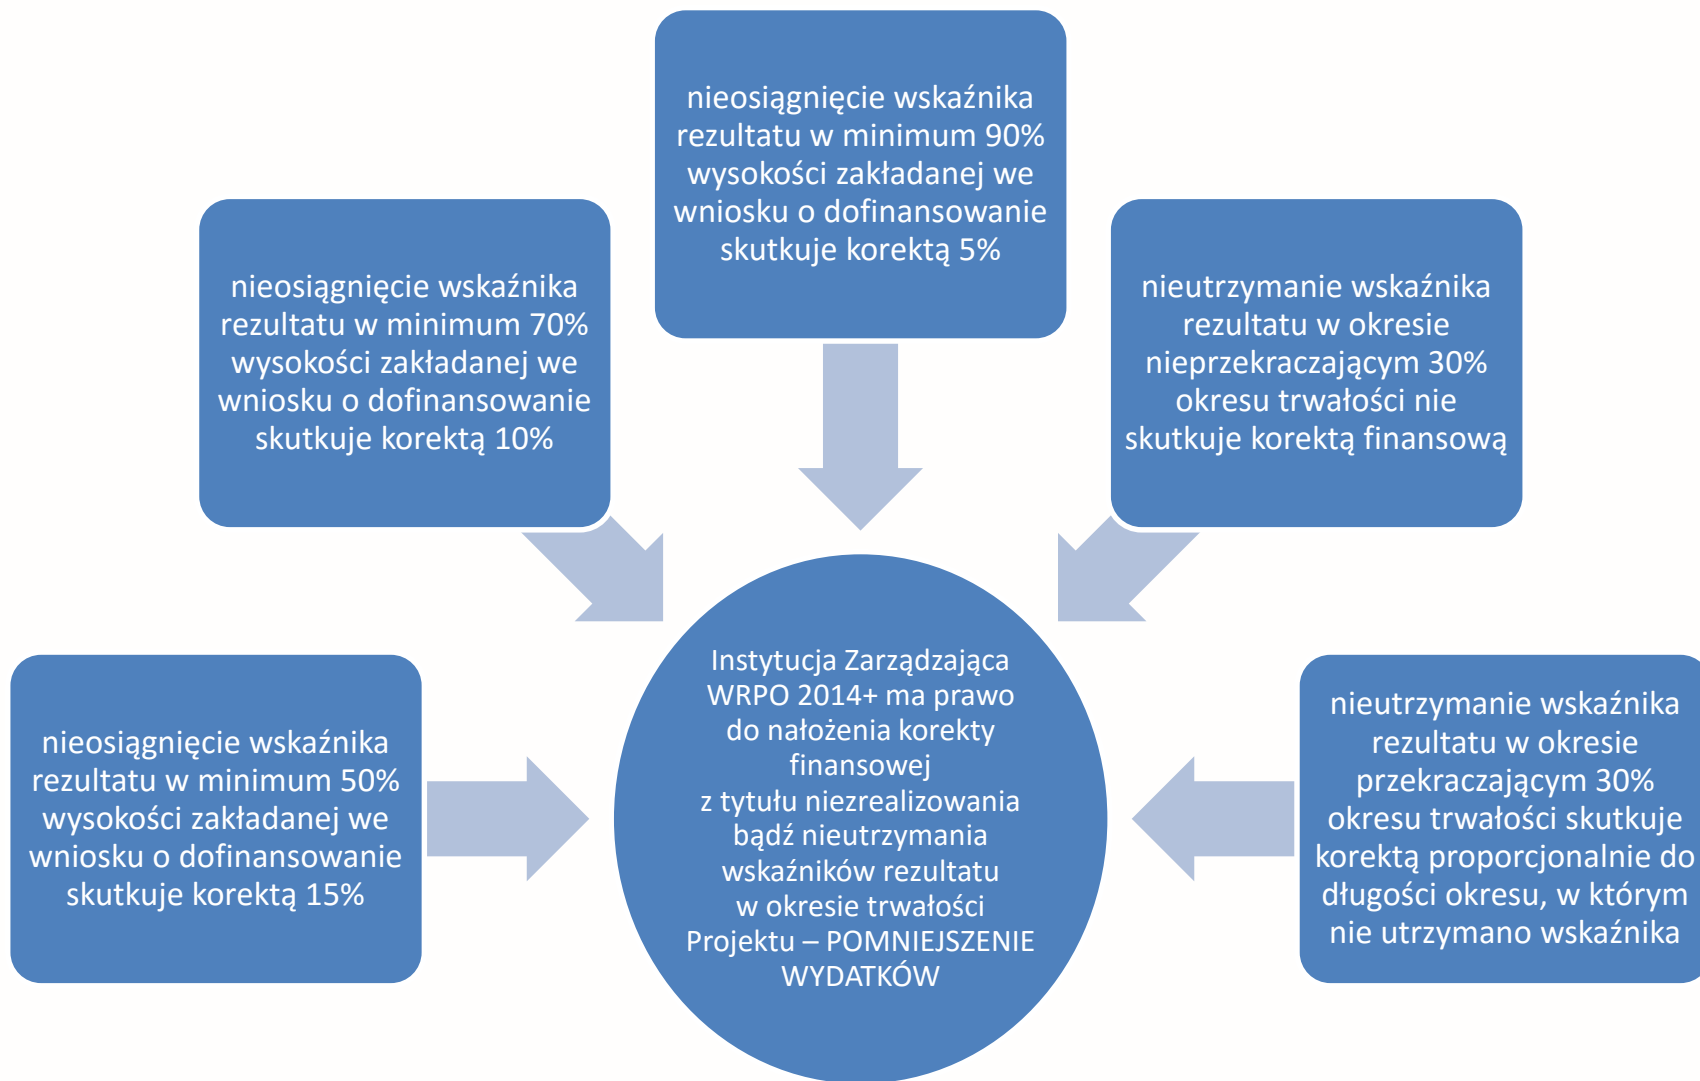 nieosiągnięcie wskaźnika
rezultatu w minimum 50%
wysokości zakładanej we
wniosku o dofinansowanie
skutkuje korektą 15%
nieosiągnięcie wskaźnika
rezultatu w minimum 70%
wysokości zakładanej we
wniosku o dofinansowanie
skutkuje korektą 10%
nieosiągnięcie wskaźnika
rezultatu w minimum 90%
wysokości zakładanej we
wniosku o dofinansowanie
skutkuje korektą 5%
nieutrzymanie wskaźnika
rezultatu w okresie
nieprzekraczającym 30%
okresu trwałości nie
skutkuje korektą finansową
nieutrzymanie wskaźnika
rezultatu w okresie
przekraczającym 30%
okresu trwałości skutkuje
korektą proporcjonalnie do
długości okresu, w którym
nie utrzymano wskaźnika
Instytucja Zarządzająca
WRPO 2014+ ma prawo
do nałożenia korekty
finansowej
z tytułu niezrealizowania
bądź nieutrzymania
wskaźników rezultatu
w okresie trwałości
Projektu – POMNIEJSZENIE
WYDATKÓW